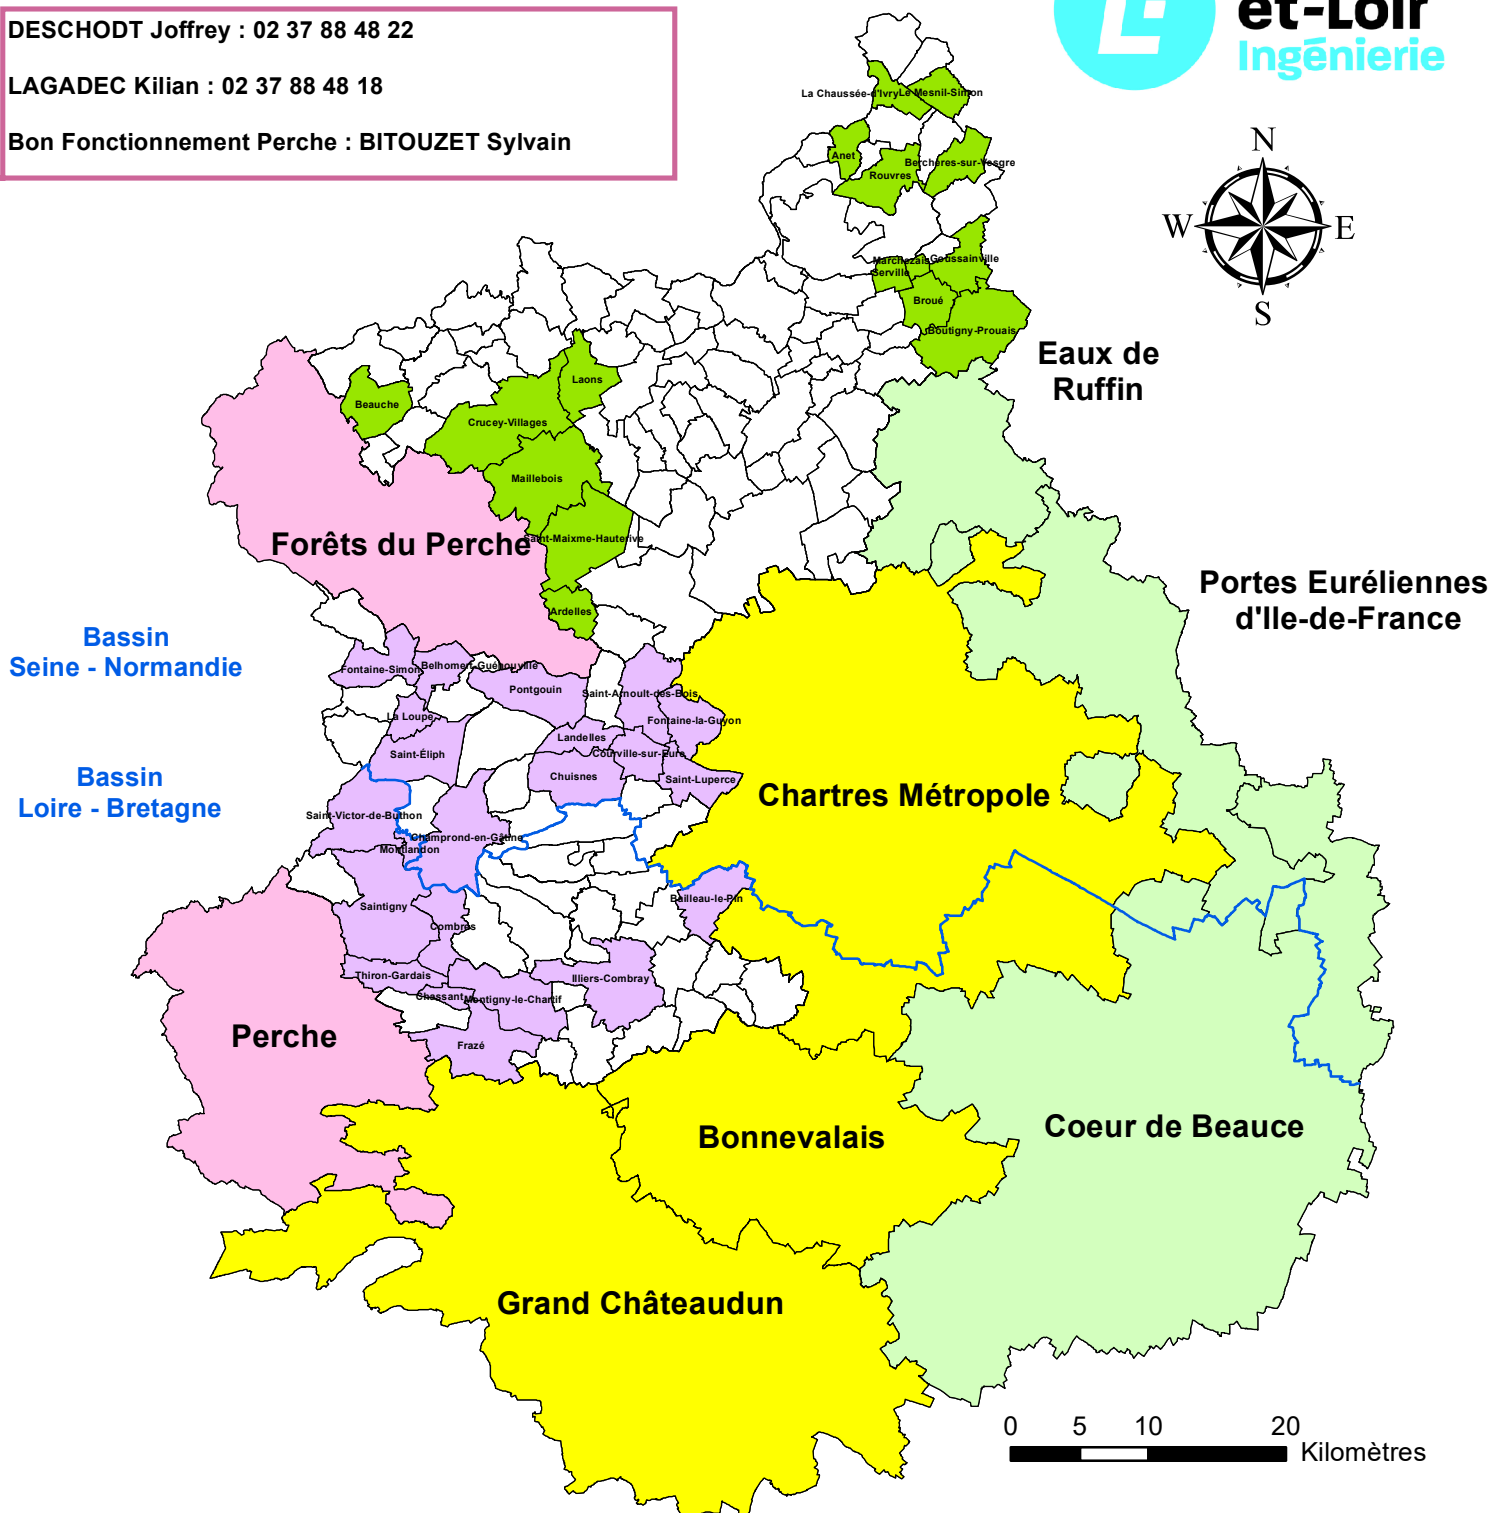 DESCHODT Joffrey : 02 37 88 48 22
LAGADEC Kilian : 02 37 88 48 18
Bon Fonctionnement Perche : BITOUZET Sylvain
et-Loir
Ingénierie
N
W
E
S
La Chaussée-d'Ivry
Le Mesnil-Simon
Anet
Rouvres
Berchères-sur-Vesgre
Marchezais
Goussainville
Serville
Broué
Boutigny-Prouais
Eaux de
Ruffin
Laons
Beauche
Crucey-Villages
Maillebois
Saint-Maixme-Hauterive
Ardelles
Forêts du Perche
Portes Euréliennes
d'Ile-de-France
Bassin
Seine - Normandie
Bassin
Loire - Bretagne
Fontaine-Simon
Belhomert-Guéhouville
Pontgouin
Saint-Arnoult-des-Bois
La Loupe
Fontaine-la-Guyon
Landelles
Saint-Éliph
Courville-sur-Eure
Chuisnes
Saint-Luperce
Chartres Métropole
Saint-Victor-de-Buthon
Champrond-en-Gâtine
Montlandon
Bailleau-le-Pin
Saintigny
Combres
Thiron-Gardais
Illiers-Combray
Chassant
Montigny-le-Chartif
Frazé
Perche
Bonnevalais
Coeur de Beauce
Grand Châteaudun
0 5 10 20
Kilomètres